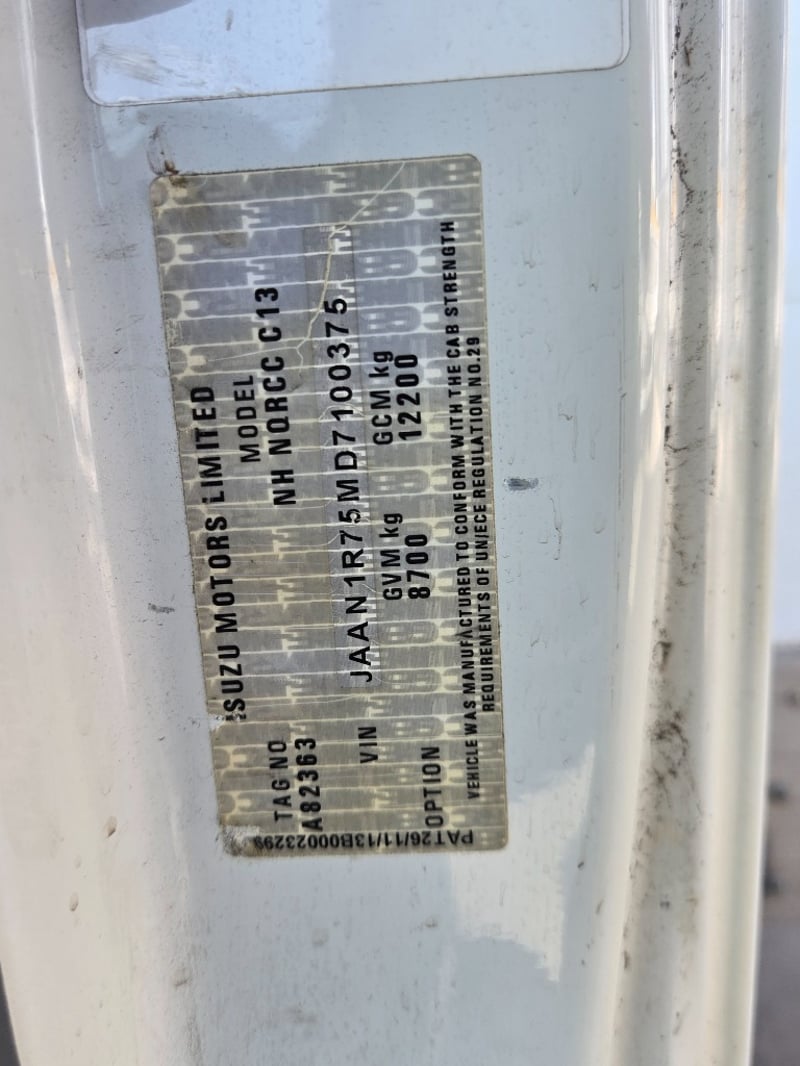 ISUZU MOTORS LIMITED
TAG NO
MODEL
A82363
NH NQRCC C13
VIN
JAAN1R75MD7100375
GVM kg
GCM kg
OPTION
8700
12200
VEHICLE WAS MANUFACTURED TO CONFORM WITH THE CAB STRENGTH
REQUIREMENTS OF UN/ECE REGULATION NO.29
PAT26/11/13B00023299